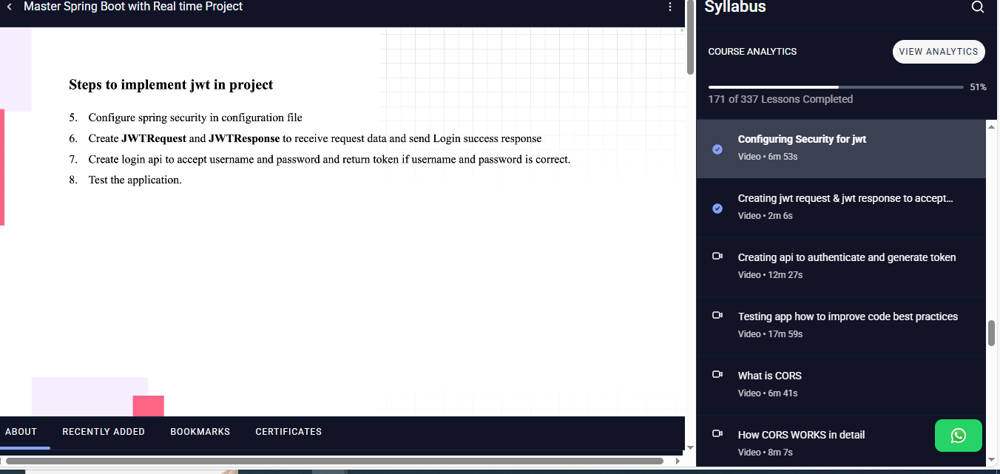 Master Spring Boot with Real time Project
Steps to implement jwt in project
5. Configure spring security in configuration file
6. Create JWTRequest and JWTResponse to receive request data and send Login success response
7. Create login api to accept username and password and return token if username and password is correct.
8. Test the application.
ABOUT
RECENTLY ADDED
BOOKMARKS
CERTIFICATES
Syllabus
COURSE ANALYTICS
VIEW ANALYTICS
51%
171 of 337 Lessons Completed
Configuring Security for jwt
Video • 6m 53s
Creating jwt request & jwt response to accept...
Video • 2m 6s
Creating api to authenticate and generate token
Video • 12m 27s
Testing app how to improve code best practices
Video • 17m 59s
What is CORS
Video • 6m 41s
How CORS WORKS in detail
Video • 8m 7s